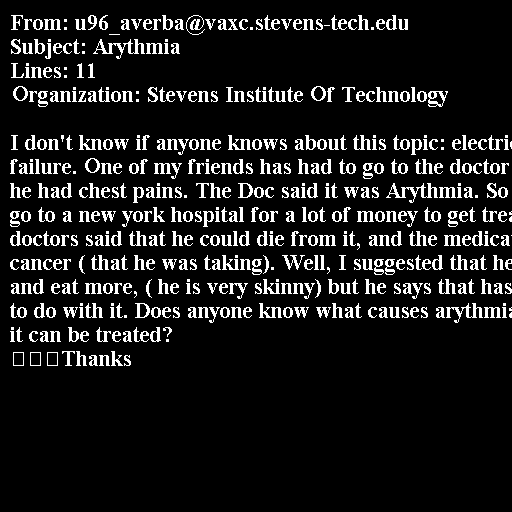 From: u96_averba@vaxc.stevens-tech.edu
Subject: Arythmia
Lines: 11
Organization: Stevens Institute Of Technology

I don't know if anyone knows about this topic: electric
failure. One of my friends has had to go to the doctor
he had chest pains. The Doc said it was Arythmia. So
go to a new york hospital for a lot of money to get trea
doctors said that he could die from it, and the medica
cancer ( that he was taking). Well, I suggested that he
and eat more, ( he is very skinny) but he says that has
to do with it. Does anyone know what causes arythmia
it can be treated?
Thanks